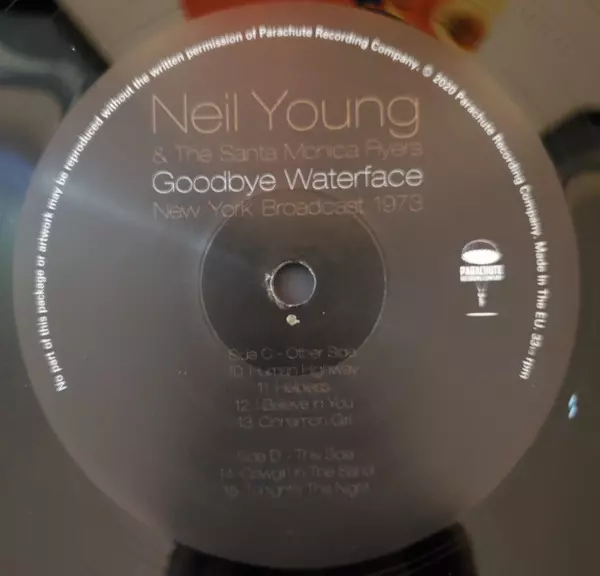 No part of this package or artwork may be reproduced without the written permission of Parachute Recording Company. © 2020 Parachute Recording Company. Made In The EU. 33⅓ rpm
Neil Young
& The Santa Monica Flyers
Goodbye Waterface
New York Broadcast 1973
PARACHUTE
RECORDING COMPANY
Side C - Other Side
10. Human Highway
11. Helpless
12. I Believe in You
13. Cinnamon Girl
Side D - This Side
14. Cowgirl In The Sand
15. Tonight's The Night